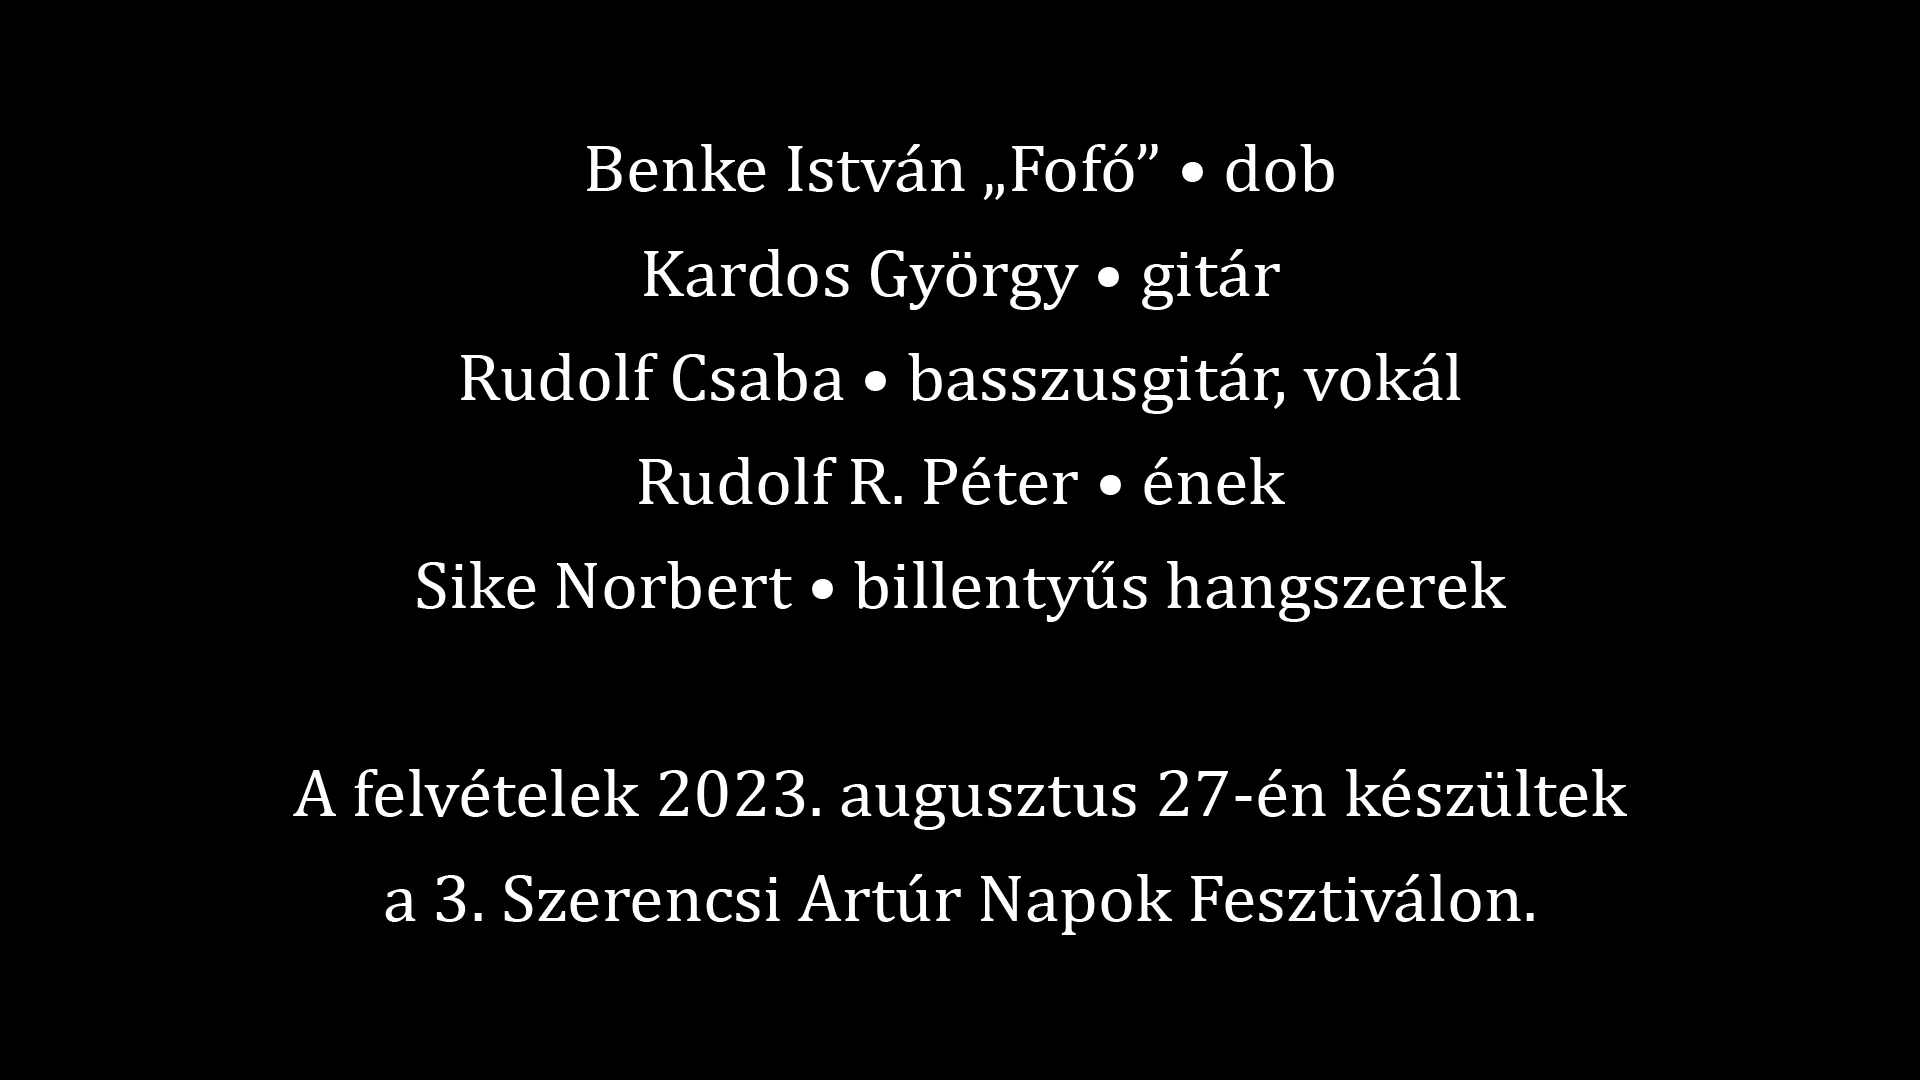 Benke István „Fofó” • dob
Kardos György • gitár
Rudolf Csaba • basszusgitár, vokál
Rudolf R. Péter • ének
Sike Norbert • billentyűs hangszerek
A felvételek 2023. augusztus 27-én készültek
a 3. Szerencsi Artúr Napok Fesztiválon.